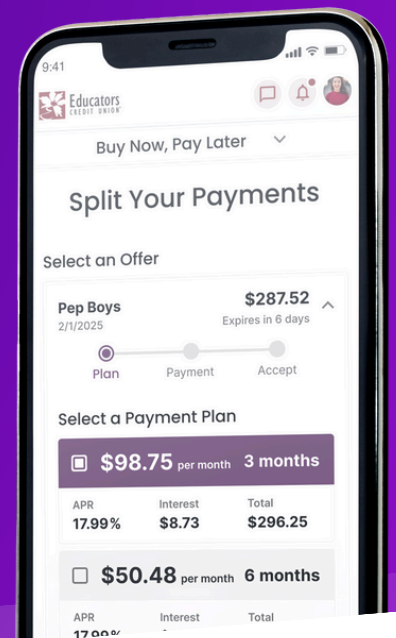 9:41
Educators
CREDIT UNION
Buy Now, Pay Later
Split Your Payments
Select an Offer
Pep Boys $287.52
2/1/2025 Expires in 6 days
Plan Payment Accept
Select a Payment Plan
$98.75 per month 3 months
APR Interest Total
17.99% $8.73 $296.25
$50.48 per month 6 months
APR Interest Total
17.99%